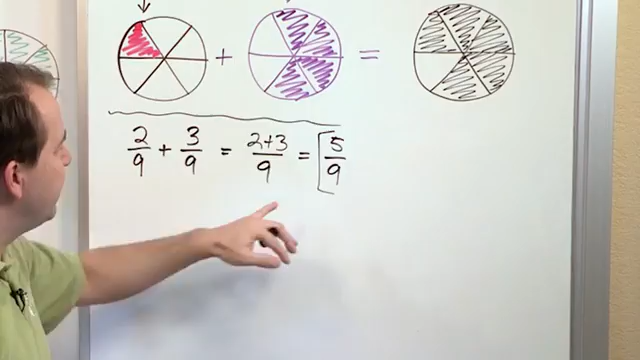 + =
2/9 + 3/9 = 2+3/9 = [5/9